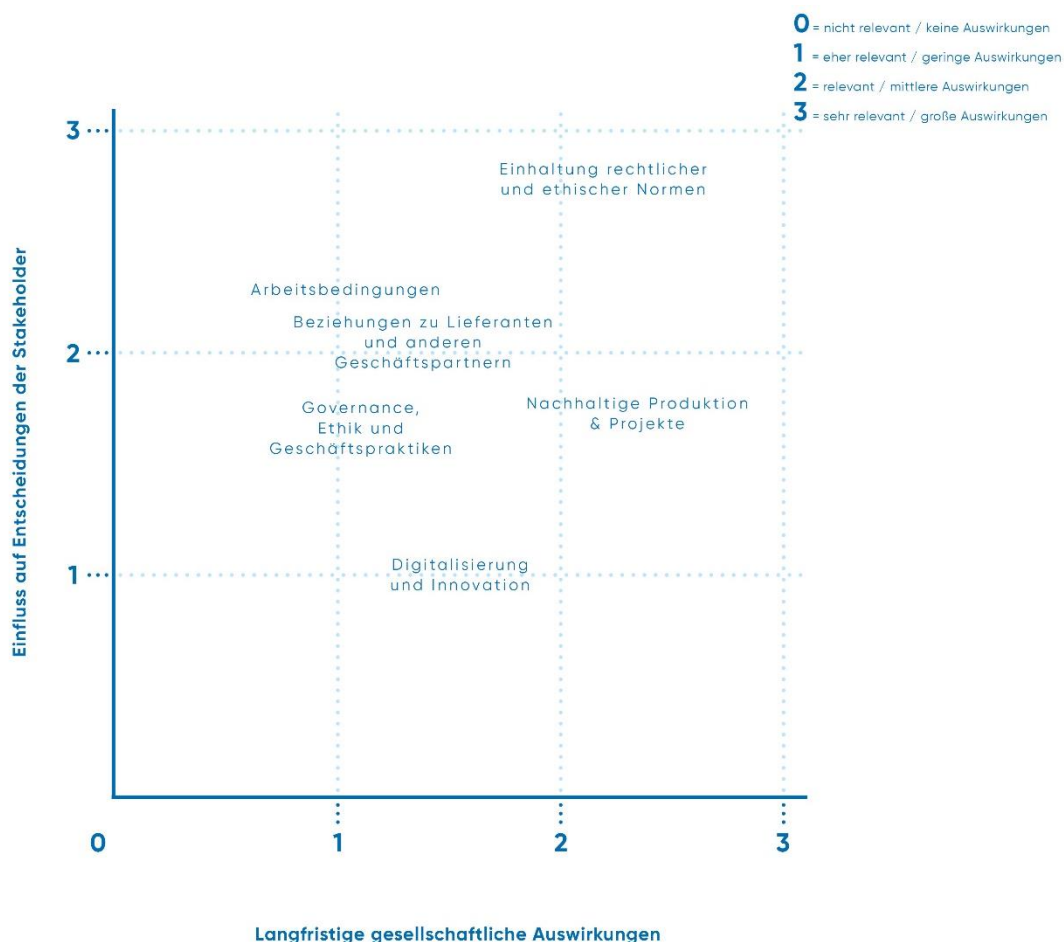 0 = nicht relevant / keine Auswirkungen
1 = eher relevant / geringe Auswirkungen
2 = relevant / mittlere Auswirkungen
3 = sehr relevant / große Auswirkungen
Einfluss auf Entscheidungen der Stakeholder
3
Einhaltung rechtlicher
und ethischer Normen
Arbeitsbedingungen
Beziehungen zu Lieferanten
und anderen
Geschäftspartnern
2
Nachhaltige Produktion
& Projekte
Governance,
Ethik und
Geschäftspraktiken
Digitalisierung
und Innovation
1
0 1 2 3
Langfristige gesellschaftliche Auswirkungen